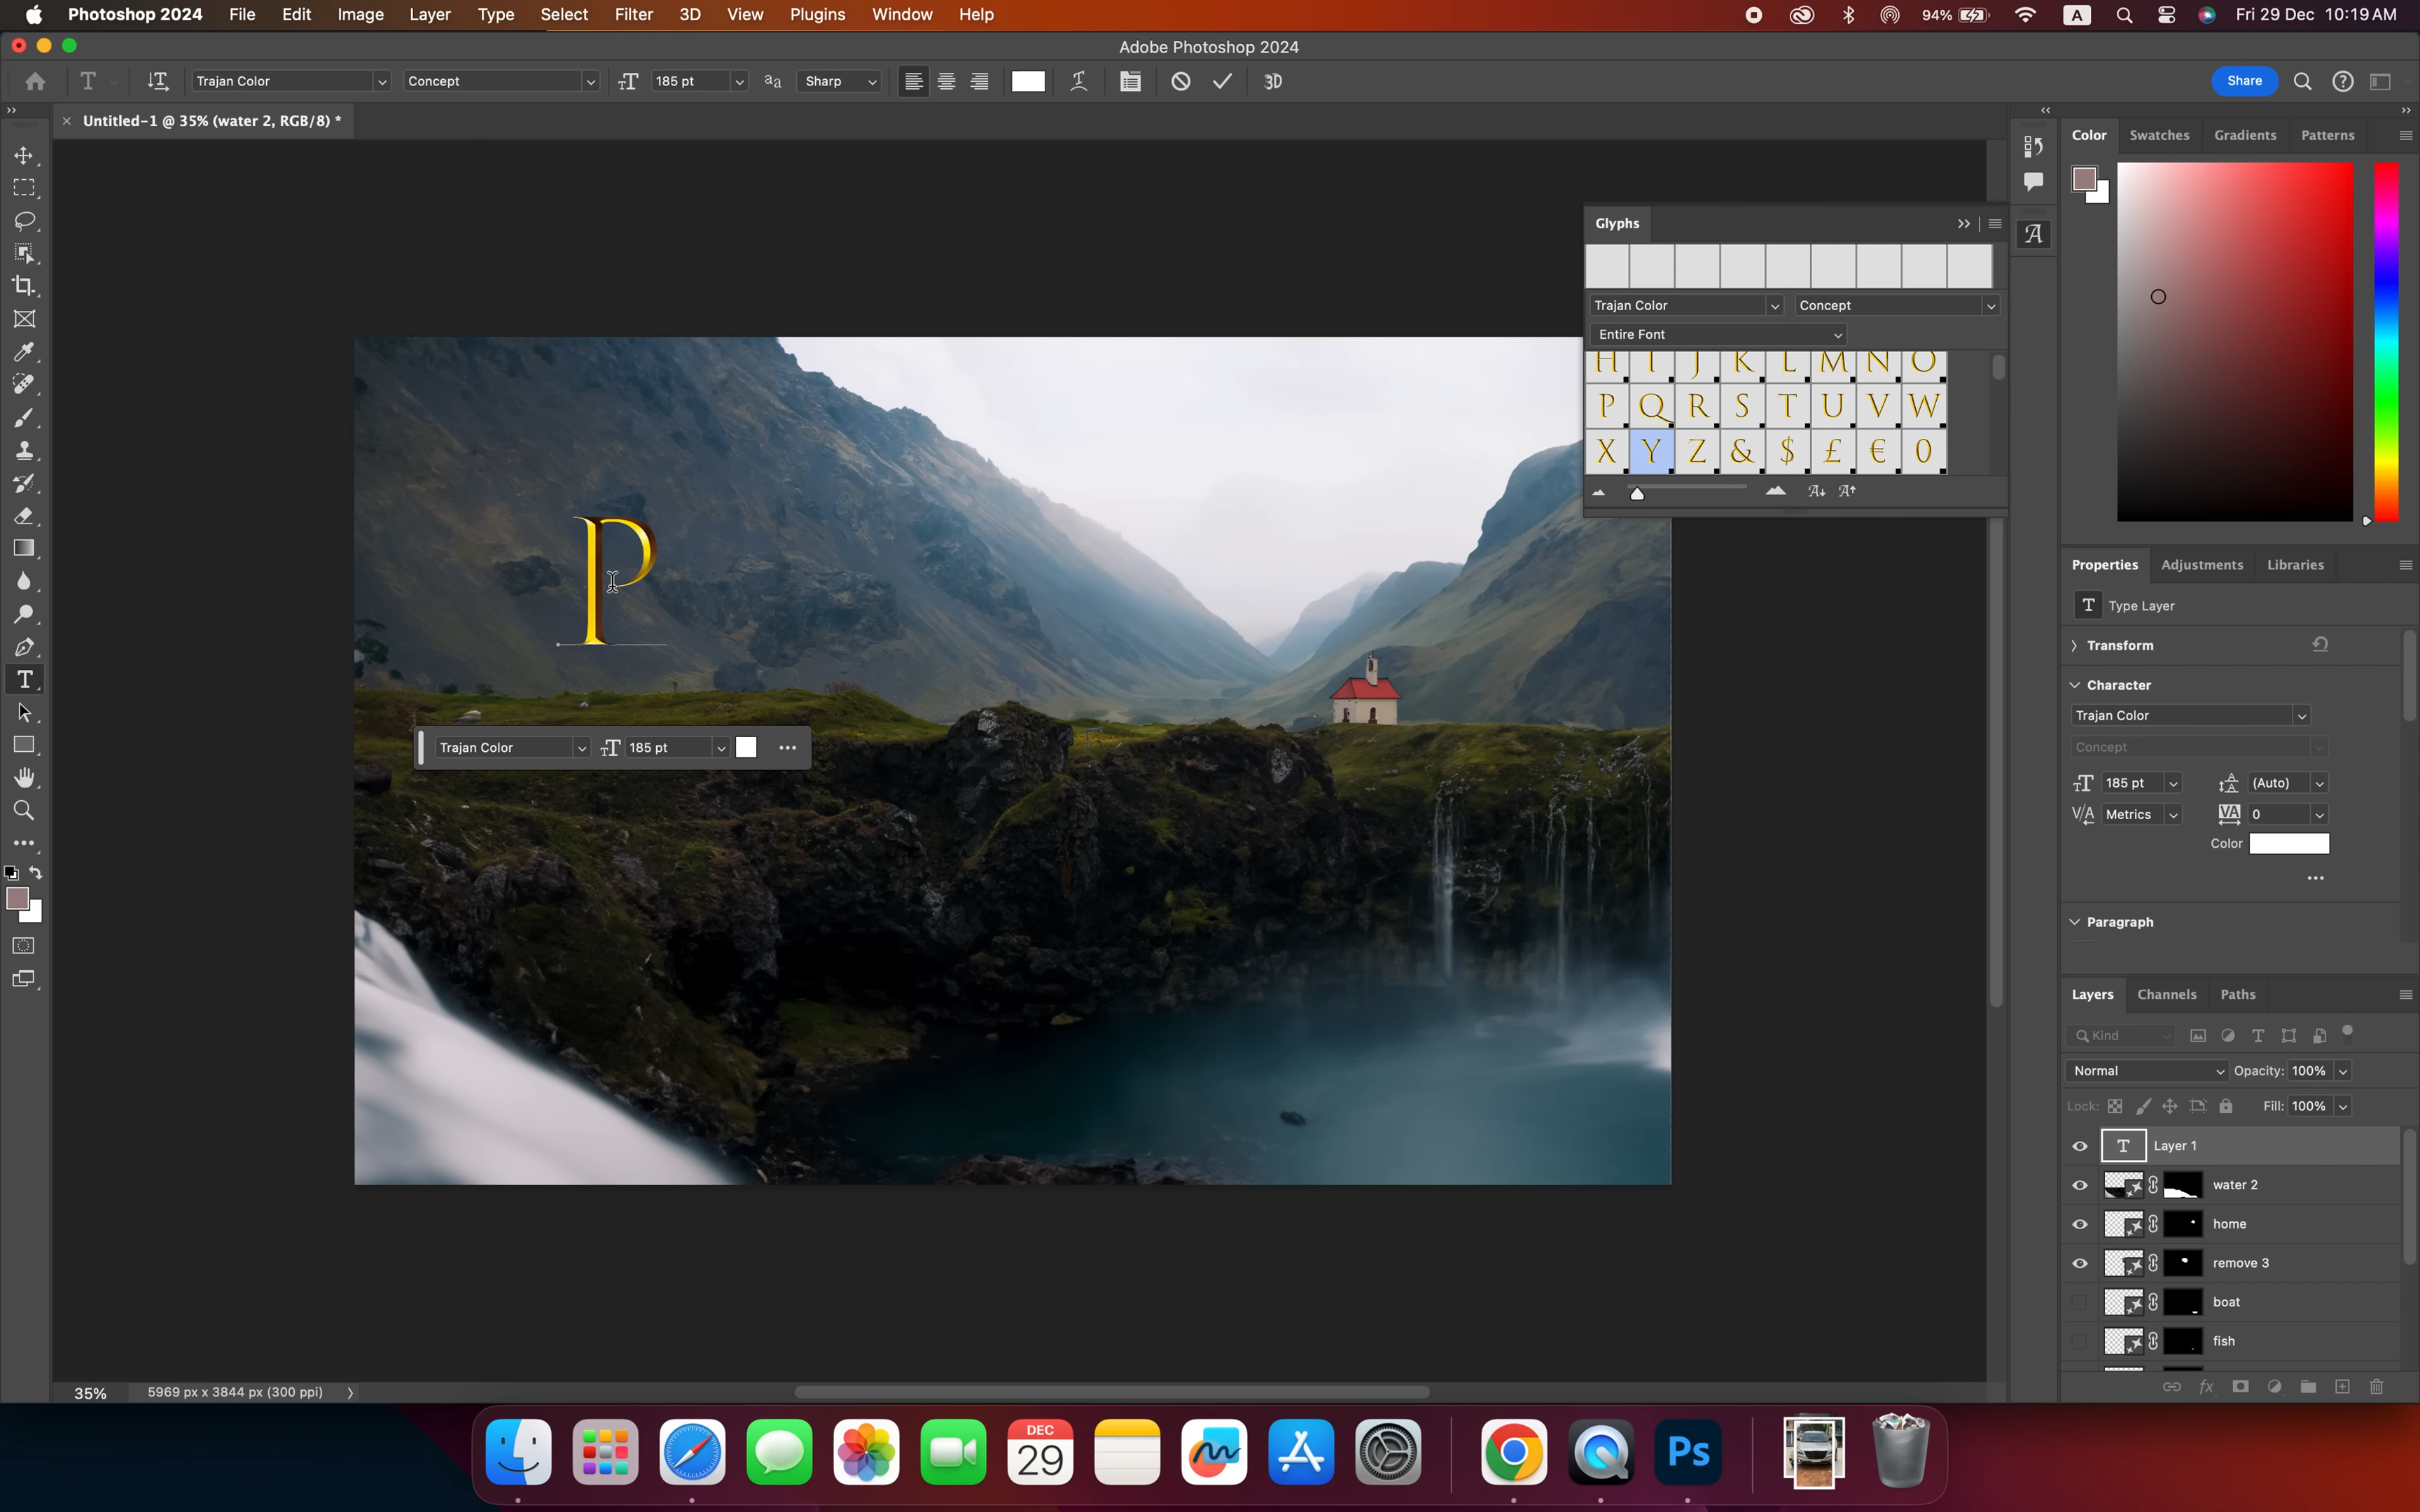 Photoshop 2024 File Edit Image Layer Type Select Filter 3D View Plugins Window Help 94% A Fri 29 Dec 10:19 AM
Adobe Photoshop 2024
T Trajan Color Concept 185 pt aa Sharp 3D Share
× Untitled-1 @ 35% (water 2, RGB/8) *
Color Swatches Gradients Patterns
Glyphs
Trajan Color Concept
Entire Font
H I J K L M N O
P Q R S T U V W
X Y Z & $ £ € 0
P
Trajan Color 185 pt
Properties Adjustments Libraries
T Type Layer
Transform
Character
Trajan Color
Concept
185 pt (Auto)
Metrics 0
Color
Paragraph
Layers Channels Paths
Kind
Normal Opacity: 100%
Lock: Fill: 100%
T Layer 1
water 2
home
remove 3
boat
fish
fx
35% 5969 px x 3844 px (300 ppi)
DEC
29
Ps